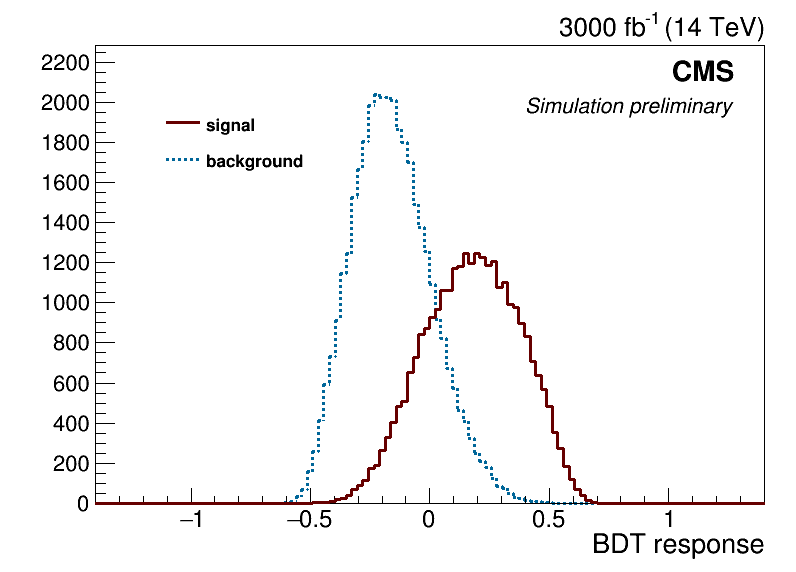 3000 fb-1 (14 TeV)
CMS
Simulation preliminary
signal
background
2200
2000
1800
1600
1400
1200
1000
800
600
400
200
0
−1 −0.5 0 0.5 1
BDT response